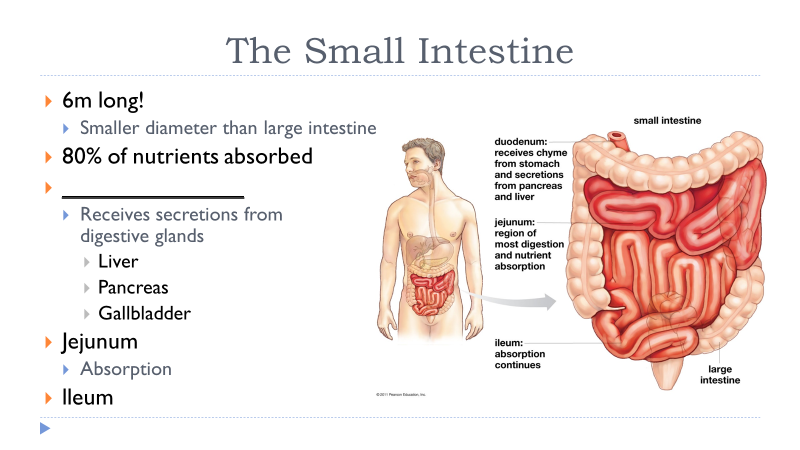 The Small Intestine
6m long!
Smaller diameter than large intestine
80% of nutrients absorbed
Receives secretions from
digestive glands
Liver
Pancreas
Gallbladder
Jejunum
Absorption
Ileum
small intestine
duodenum:
receives chyme
from stomach
and secretions
from pancreas
and liver
jejunum:
region of
most digestion
and nutrient
absorption
ileum:
absorption
continues
large
intestine
© 2011 Pearson Education, Inc.